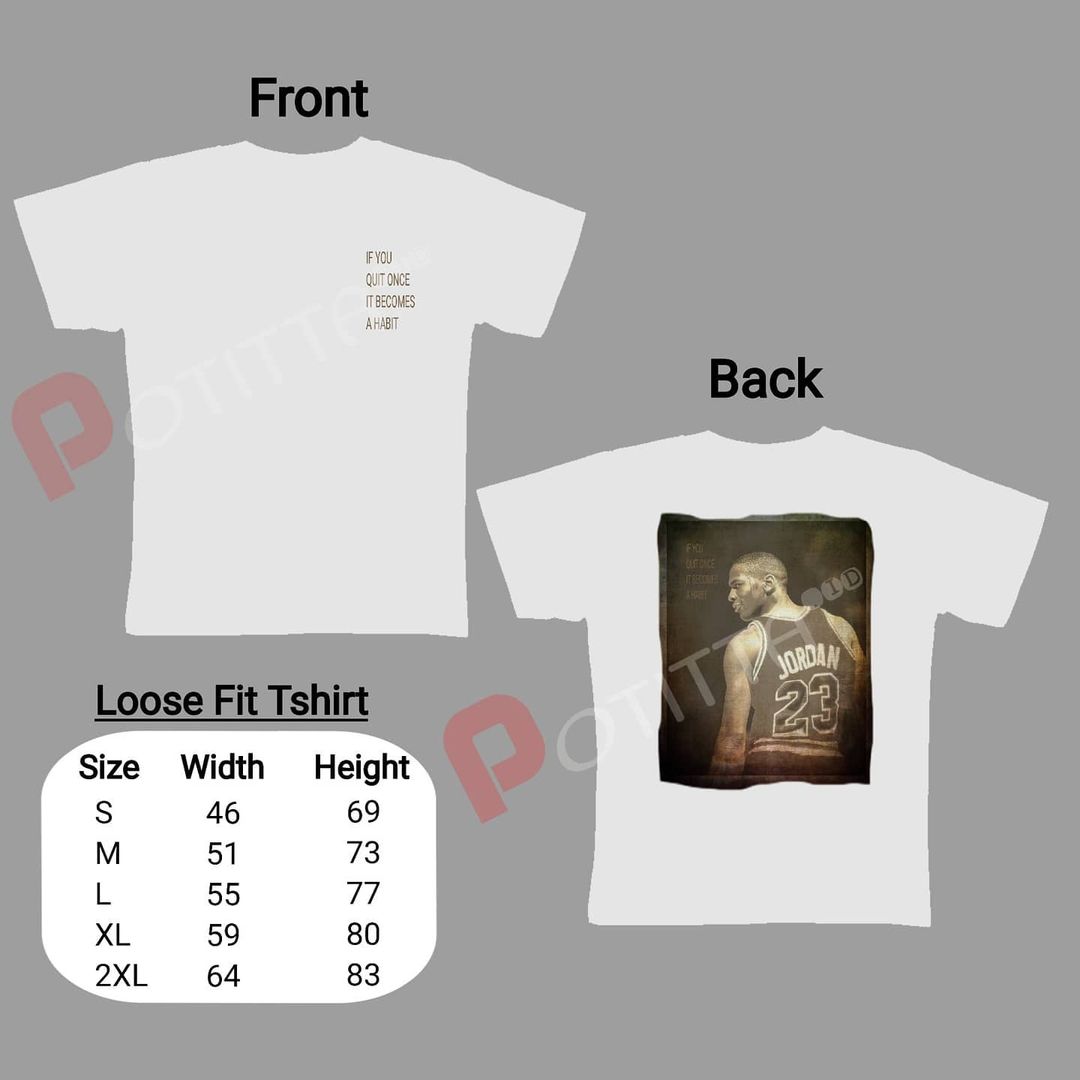 Front
IF YOU
QUIT ONCE
IT BECOMES
A HABIT
POTITTA.ID
Back
IF YOU
QUIT ONCE
IT BECOMES
A HABIT
JORDAN
23
POTITTA.ID
Loose Fit Tshirt
Size Width Height
S 46 69
M 51 73
L 55 77
XL 59 80
2XL 64 83